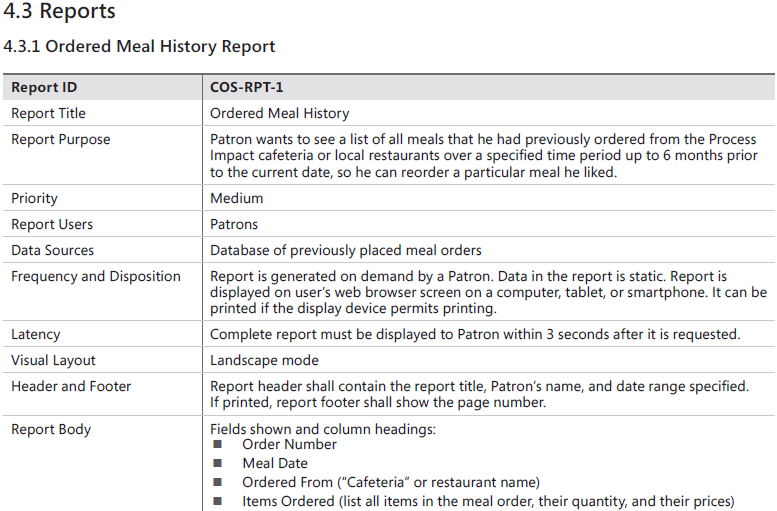 4.3 Reports
4.3.1 Ordered Meal History Report
Report ID COS-RPT-1
Report Title Ordered Meal History
Report Purpose Patron wants to see a list of all meals that he had previously ordered from the Process
Impact cafeteria or local restaurants over a specified time period up to 6 months prior
to the current date, so he can reorder a particular meal he liked.
Priority Medium
Report Users Patrons
Data Sources Database of previously placed meal orders
Frequency and Disposition Report is generated on demand by a Patron. Data in the report is static. Report is
displayed on user’s web browser screen on a computer, tablet, or smartphone. It can be
printed if the display device permits printing.
Latency Complete report must be displayed to Patron within 3 seconds after it is requested.
Visual Layout Landscape mode
Header and Footer Report header shall contain the report title, Patron’s name, and date range specified.
If printed, report footer shall show the page number.
Report Body Fields shown and column headings:
■ Order Number
■ Meal Date
■ Ordered From (“Cafeteria” or restaurant name)
■ Items Ordered (list all items in the meal order, their quantity, and their prices)